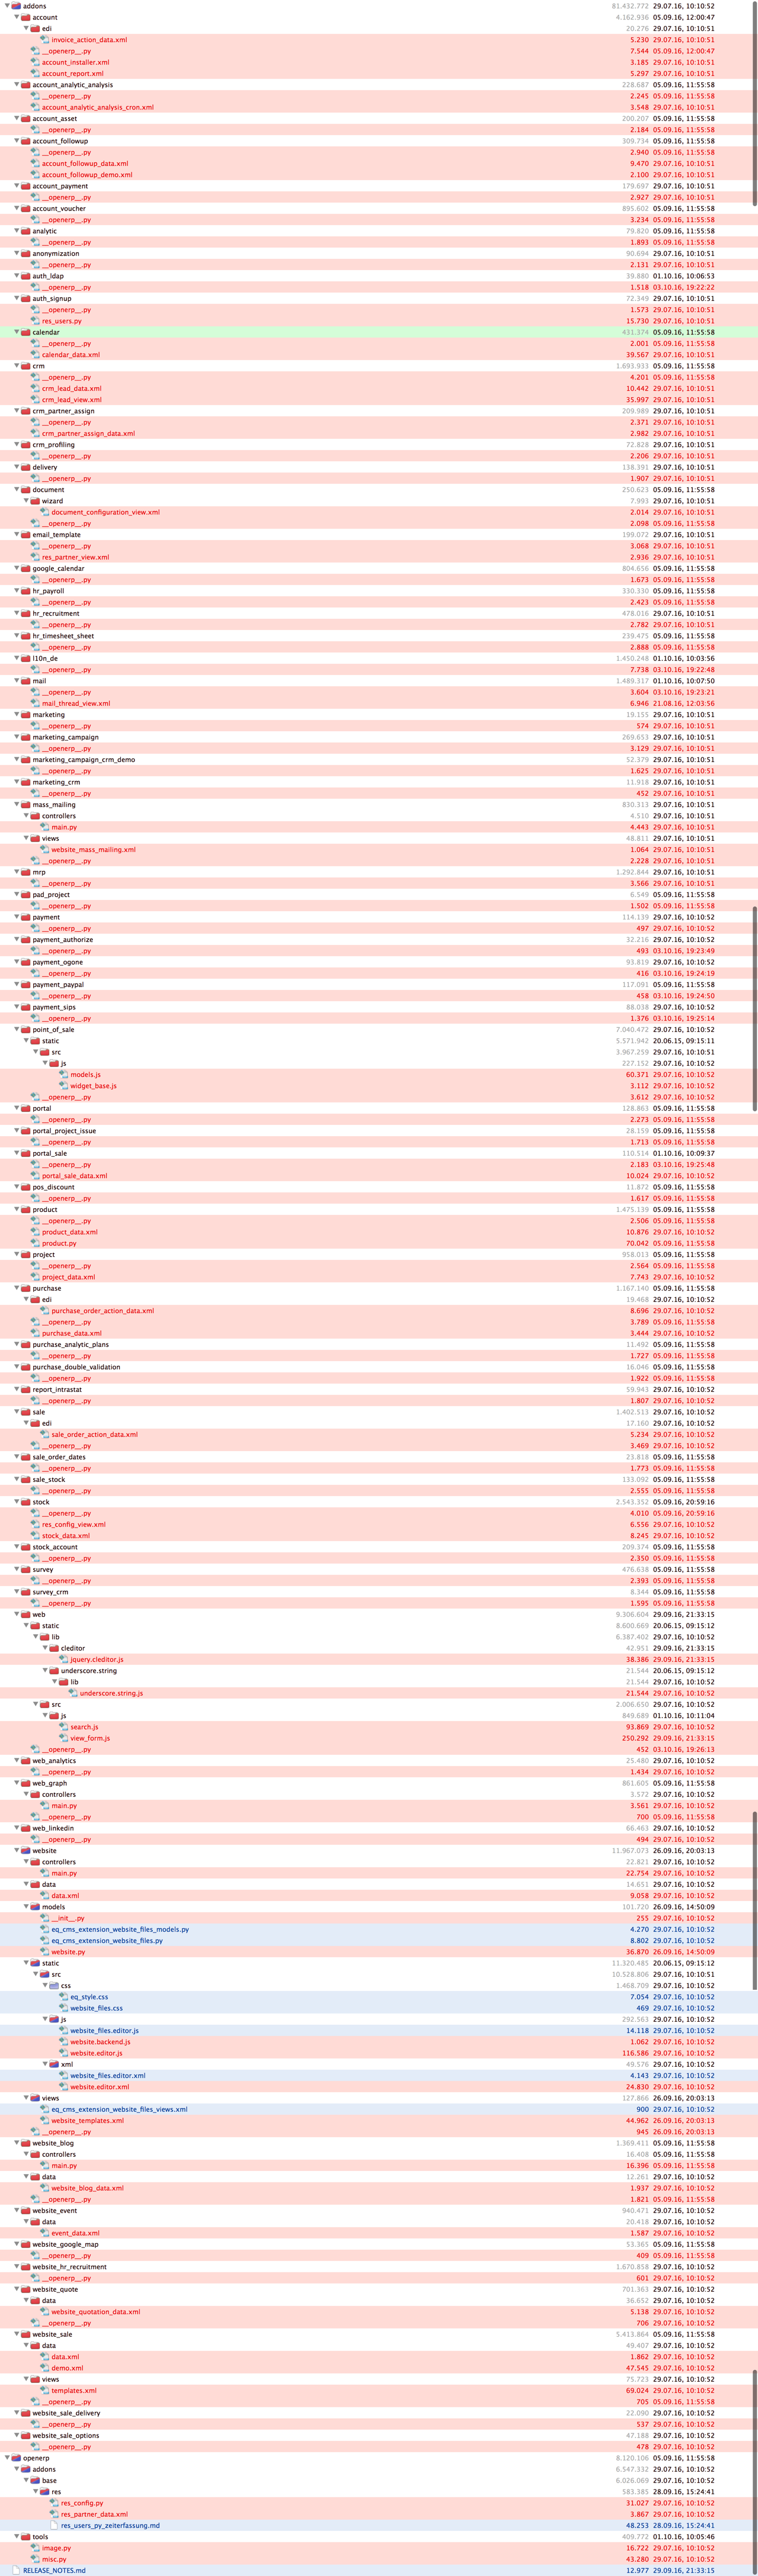 addons 81.432.772 29.07.16, 10:10:52
account 4.162.936 05.09.16, 12:00:47
edi 20.276 29.07.16, 10:10:51
invoice_action_data.xml 5.230 29.07.16, 10:10:51
__openerp__.py 7.544 05.09.16, 12:00:47
account_installer.xml 3.185 29.07.16, 10:10:51
account_report.xml 5.297 29.07.16, 10:10:51
account_analytic_analysis 228.687 05.09.16, 11:55:58
__openerp__.py 2.245 05.09.16, 11:55:58
account_analytic_analysis_cron.xml 3.548 29.07.16, 10:10:51
account_asset 200.207 05.09.16, 11:55:58
__openerp__.py 2.184 05.09.16, 11:55:58
account_followup 309.734 05.09.16, 11:55:58
__openerp__.py 2.940 05.09.16, 11:55:58
account_followup_data.xml 9.470 29.07.16, 10:10:51
account_followup_demo.xml 2.100 29.07.16, 10:10:51
account_payment 179.697 29.07.16, 10:10:51
__openerp__.py 2.927 29.07.16, 10:10:51
account_voucher 895.602 05.09.16, 11:55:58
__openerp__.py 3.234 05.09.16, 11:55:58
analytic 79.820 05.09.16, 11:55:58
__openerp__.py 1.893 05.09.16, 11:55:58
anonymization 90.694 29.07.16, 10:10:51
__openerp__.py 2.131 29.07.16, 10:10:51
auth_ldap 39.880 01.10.16, 10:06:53
__openerp__.py 1.518 03.10.16, 19:22:22
auth_signup 72.349 29.07.16, 10:10:51
__openerp__.py 1.573 29.07.16, 10:10:51
res_users.py 15.730 29.07.16, 10:10:51
calendar 431.574 05.09.16, 11:55:58
__openerp__.py 2.001 05.09.16, 11:55:58
calendar_data.xml 39.567 29.07.16, 10:10:51
crm 1.693.933 05.09.16, 11:55:58
__openerp__.py 4.201 05.09.16, 11:55:58
crm_lead_data.xml 10.442 29.07.16, 10:10:51
crm_lead_view.xml 35.997 29.07.16, 10:10:51
crm_partner_assign 209.989 29.07.16, 10:10:51
__openerp__.py 2.371 29.07.16, 10:10:51
crm_partner_assign_data.xml 2.982 29.07.16, 10:10:51
crm_profiling 72.828 29.07.16, 10:10:51
__openerp__.py 2.206 29.07.16, 10:10:51
delivery 138.391 29.07.16, 10:10:51
__openerp__.py 1.907 29.07.16, 10:10:51
document 250.623 05.09.16, 11:55:58
wizard 7.993 29.07.16, 10:10:51
document_configuration_view.xml 2.014 29.07.16, 10:10:51
__openerp__.py 2.098 05.09.16, 11:55:58
email_template 199.072 29.07.16, 10:10:51
__openerp__.py 3.068 29.07.16, 10:10:51
res_partner_view.xml 2.936 29.07.16, 10:10:51
google_calendar 804.656 05.09.16, 11:55:58
__openerp__.py 1.673 05.09.16, 11:55:58
hr_payroll 330.330 05.09.16, 11:55:58
__openerp__.py 2.423 05.09.16, 11:55:58
hr_recruitment 478.016 29.07.16, 10:10:51
__openerp__.py 2.782 29.07.16, 10:10:51
hr_timesheet_sheet 239.475 05.09.16, 11:55:58
__openerp__.py 2.888 05.09.16, 11:55:58
l10n_de 1.450.248 01.10.16, 10:03:56
__openerp__.py 7.738 03.10.16, 19:22:48
mail 1.489.317 01.10.16, 10:07:50
__openerp__.py 3.604 03.10.16, 19:23:21
mail_thread_view.xml 6.946 21.08.16, 12:03:56
marketing 19.155 29.07.16, 10:10:51
__openerp__.py 574 29.07.16, 10:10:51
marketing_campaign 269.653 29.07.16, 10:10:51
__openerp__.py 3.129 29.07.16, 10:10:51
marketing_campaign_crm_demo 52.379 29.07.16, 10:10:51
__openerp__.py 1.625 29.07.16, 10:10:51
marketing_crm 11.918 29.07.16, 10:10:51
__openerp__.py 452 29.07.16, 10:10:51
mass_mailing 830.313 29.07.16, 10:10:51
controllers 4.510 29.07.16, 10:10:51
main.py 4.443 29.07.16, 10:10:51
views 48.811 29.07.16, 10:10:51
website_mass_mailing.xml 1.064 29.07.16, 10:10:51
__openerp__.py 2.228 29.07.16, 10:10:51
mrp 1.292.844 29.07.16, 10:10:51
__openerp__.py 3.566 29.07.16, 10:10:51
pad_project 6.549 05.09.16, 11:55:58
__openerp__.py 1.502 05.09.16, 11:55:58
payment 114.139 29.07.16, 10:10:52
__openerp__.py 497 29.07.16, 10:10:52
payment_authorize 32.216 29.07.16, 10:10:52
__openerp__.py 493 03.10.16, 19:23:49
payment_ogone 93.819 29.07.16, 10:10:52
__openerp__.py 416 03.10.16, 19:24:19
payment_paypal 117.091 05.09.16, 11:55:58
__openerp__.py 458 03.10.16, 19:24:50
payment_sips 88.038 29.07.16, 10:10:52
__openerp__.py 1.376 03.10.16, 19:25:14
point_of_sale 7.040.472 29.07.16, 10:10:52
static 5.571.942 20.06.15, 09:15:11
src 3.967.259 29.07.16, 10:10:51
js 227.152 29.07.16, 10:10:52
models.js 60.371 29.07.16, 10:10:52
widget_base.js 3.112 29.07.16, 10:10:52
__openerp__.py 3.612 29.07.16, 10:10:52
portal 128.863 05.09.16, 11:55:58
__openerp__.py 2.273 05.09.16, 11:55:58
portal_project_issue 28.159 05.09.16, 11:55:58
__openerp__.py 1.713 05.09.16, 11:55:58
portal_sale 110.514 01.10.16, 10:09:37
__openerp__.py 2.183 03.10.16, 19:25:48
portal_sale_data.xml 10.024 29.07.16, 10:10:52
pos_discount 11.872 05.09.16, 11:55:58
__openerp__.py 1.617 05.09.16, 11:55:58
product 1.475.139 05.09.16, 11:55:58
__openerp__.py 2.506 05.09.16, 11:55:58
product_data.xml 10.876 29.07.16, 10:10:52
product.py 70.042 05.09.16, 11:55:58
project 958.013 05.09.16, 11:55:58
__openerp__.py 2.564 05.09.16, 11:55:58
project_data.xml 7.743 29.07.16, 10:10:52
purchase 1.167.140 05.09.16, 11:55:58
edi 19.468 29.07.16, 10:10:52
purchase_order_action_data.xml 8.696 29.07.16, 10:10:52
__openerp__.py 3.789 05.09.16, 11:55:58
purchase_data.xml 3.444 29.07.16, 10:10:52
purchase_analytic_plans 11.492 05.09.16, 11:55:58
__openerp__.py 1.727 05.09.16, 11:55:58
purchase_double_validation 16.046 05.09.16, 11:55:58
__openerp__.py 1.922 05.09.16, 11:55:58
report_intrastat 59.943 29.07.16, 10:10:52
__openerp__.py 1.807 29.07.16, 10:10:52
sale 1.402.513 29.07.16, 10:10:52
edi 17.160 29.07.16, 10:10:52
sale_order_action_data.xml 5.234 29.07.16, 10:10:52
__openerp__.py 3.469 29.07.16, 10:10:52
sale_order_dates 23.818 05.09.16, 11:55:58
__openerp__.py 1.773 05.09.16, 11:55:58
sale_stock 133.092 05.09.16, 11:55:58
__openerp__.py 2.555 05.09.16, 11:55:58
stock 2.543.352 05.09.16, 20:59:16
__openerp__.py 4.010 05.09.16, 20:59:16
res_config_view.xml 6.556 29.07.16, 10:10:52
stock_data.xml 8.245 29.07.16, 10:10:52
stock_account 209.374 05.09.16, 11:55:58
__openerp__.py 2.350 05.09.16, 11:55:58
survey 476.638 05.09.16, 11:55:58
__openerp__.py 2.393 05.09.16, 11:55:58
survey_crm 8.344 05.09.16, 11:55:58
__openerp__.py 1.595 05.09.16, 11:55:58
web 9.306.604 29.09.16, 21:33:15
static 8.600.669 20.06.15, 09:15:12
lib 6.387.402 29.07.16, 10:10:52
cleditor 42.951 29.09.16, 21:33:15
jquery.cleditor.js 38.386 29.09.16, 21:33:15
underscore.string 21.544 20.06.15, 09:15:12
lib 21.544 29.07.16, 10:10:52
underscore.string.js 21.544 29.07.16, 10:10:52
src 2.006.650 29.07.16, 10:10:52
js 849.689 01.10.16, 10:11:04
search.js 93.869 29.07.16, 10:10:52
view_form.js 250.292 29.09.16, 21:33:15
__openerp__.py 452 03.10.16, 19:26:13
web_analytics 25.480 29.07.16, 10:10:52
__openerp__.py 1.434 29.07.16, 10:10:52
web_graph 861.605 05.09.16, 11:55:58
controllers 3.572 29.07.16, 10:10:52
main.py 3.561 29.07.16, 10:10:52
__openerp__.py 700 05.09.16, 11:55:58
web_linkedin 66.463 29.07.16, 10:10:52
__openerp__.py 494 29.07.16, 10:10:52
website 11.967.073 26.09.16, 20:03:13
controllers 22.821 29.07.16, 10:10:52
main.py 22.754 29.07.16, 10:10:52
data 14.651 29.07.16, 10:10:52
data.xml 9.058 29.07.16, 10:10:52
models 101.720 26.09.16, 14:50:09
__init__.py 255 29.07.16, 10:10:52
eq_cms_extension_website_files_models.py 4.270 29.07.16, 10:10:52
eq_cms_extension_website_files.py 8.802 29.07.16, 10:10:52
website.py 36.870 26.09.16, 14:50:09
static 11.320.485 20.06.15, 09:15:12
src 10.528.806 29.07.16, 10:10:51
css 1.468.709 29.07.16, 10:10:52
eq_style.css 7.054 29.07.16, 10:10:52
website_files.css 469 29.07.16, 10:10:52
js 292.563 29.07.16, 10:10:52
website_files.editor.js 14.118 29.07.16, 10:10:52
website.backend.js 1.062 29.07.16, 10:10:52
website.editor.js 116.586 29.07.16, 10:10:52
xml 49.576 29.07.16, 10:10:52
website_files.editor.xml 4.143 29.07.16, 10:10:52
website.editor.xml 24.830 29.07.16, 10:10:52
views 127.866 26.09.16, 20:03:13
eq_cms_extension_website_files_views.xml 900 29.07.16, 10:10:52
website_templates.xml 44.962 26.09.16, 20:03:13
__openerp__.py 945 26.09.16, 20:03:13
website_blog 1.369.411 05.09.16, 11:55:58
controllers 16.408 05.09.16, 11:55:58
main.py 16.396 05.09.16, 11:55:58
data 12.261 29.07.16, 10:10:52
website_blog_data.xml 1.937 29.07.16, 10:10:52
__openerp__.py 1.821 05.09.16, 11:55:58
website_event 940.471 29.07.16, 10:10:52
data 20.418 29.07.16, 10:10:52
event_data.xml 1.587 29.07.16, 10:10:52
website_google_map 53.365 05.09.16, 11:55:58
__openerp__.py 409 05.09.16, 11:55:58
website_hr_recruitment 1.670.858 29.07.16, 10:10:52
__openerp__.py 601 29.07.16, 10:10:52
website_quote 701.363 29.07.16, 10:10:52
data 36.652 29.07.16, 10:10:52
website_quotation_data.xml 5.138 29.07.16, 10:10:52
__openerp__.py 706 29.07.16, 10:10:52
website_sale 5.413.864 05.09.16, 11:55:58
data 49.407 29.07.16, 10:10:52
data.xml 1.862 29.07.16, 10:10:52
demo.xml 47.545 29.07.16, 10:10:52
views 75.723 29.07.16, 10:10:52
templates.xml 69.024 29.07.16, 10:10:52
__openerp__.py 705 05.09.16, 11:55:58
website_sale_delivery 22.090 29.07.16, 10:10:52
__openerp__.py 537 29.07.16, 10:10:52
website_sale_options 47.188 29.07.16, 10:10:52
__openerp__.py 478 29.07.16, 10:10:52
openerp 8.120.106 05.09.16, 11:55:58
addons 6.547.332 29.07.16, 10:10:52
base 6.026.069 29.07.16, 10:10:52
res 583.385 28.09.16, 15:24:41
res_config.py 31.027 29.07.16, 10:10:52
res_partner_data.xml 3.867 29.07.16, 10:10:52
res_users_py_zeiterfassung.md 48.253 28.09.16, 15:24:41
tools 409.772 01.10.16, 10:05:46
image.py 16.722 29.07.16, 10:10:52
misc.py 43.280 29.07.16, 10:10:52
RELEASE_NOTES.md 12.977 29.09.16, 21:33:15